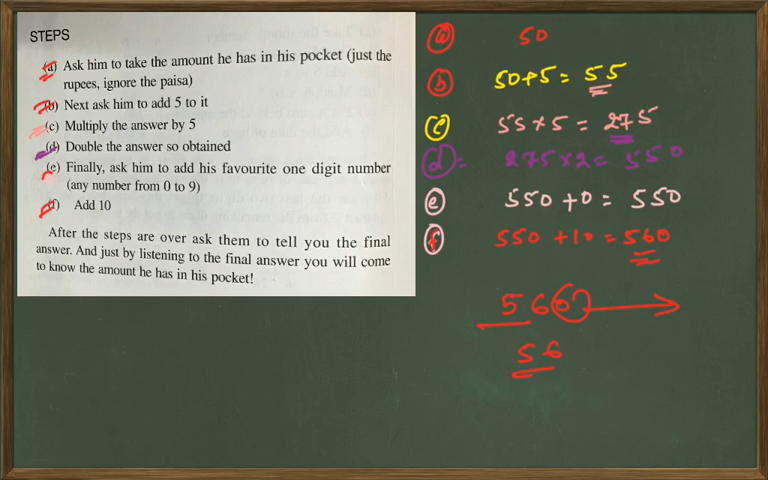 STEPS
(a) Ask him to take the amount he has in his pocket (just the
rupees, ignore the paisa)
(b) Next ask him to add 5 to it
(c) Multiply the answer by 5
(d) Double the answer so obtained
(e) Finally, ask him to add his favourite one digit number
(any number from 0 to 9)
(f) Add 10
After the steps are over ask them to tell you the final
answer. And just by listening to the final answer you will come
to know the amount he has in his pocket!
(a) 50
(b) 50+5 = 55
(c) 55×5 = 275
(d) = 275×2 = 550
(e) 550+0 = 550
(f) 550+10 = 560
560
56